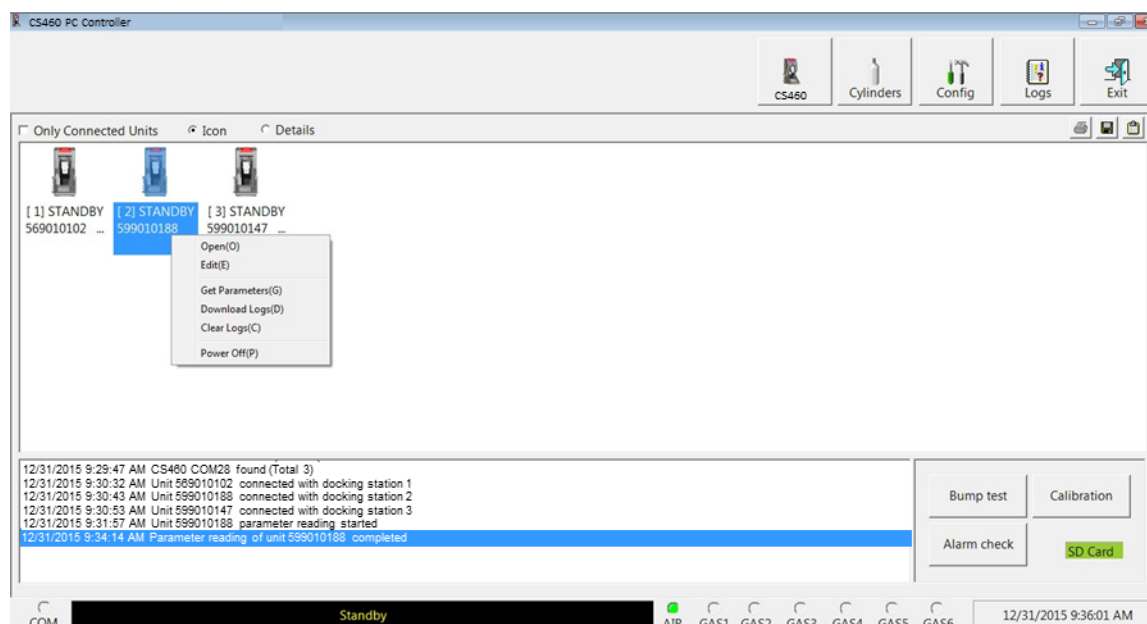 CS460 PC Controller
CS460 Cylinders Config Logs Exit
Only Connected Units Icon Details
[ 1] STANDBY [ 2] STANDBY [ 3] STANDBY
569010102 ... 599010188 599010147 ...
Open(O)
Edit(E)
Get Parameters(G)
Download Logs(D)
Clear Logs(C)
Power Off(P)
12/31/2015 9:29:47 AM CS460 COM28 found (Total 3)
12/31/2015 9:30:32 AM Unit 569010102 connected with docking station 1
12/31/2015 9:30:43 AM Unit 599010188 connected with docking station 2
12/31/2015 9:30:53 AM Unit 599010147 connected with docking station 3
12/31/2015 9:31:57 AM Unit 599010188 parameter reading started
12/31/2015 9:34:14 AM Parameter reading of unit 599010188 completed
Bump test Calibration
Alarm check SD Card
COM Standby AIR GAS1 GAS2 GAS3 GAS4 GAS5 GAS6 12/31/2015 9:36:01 AM